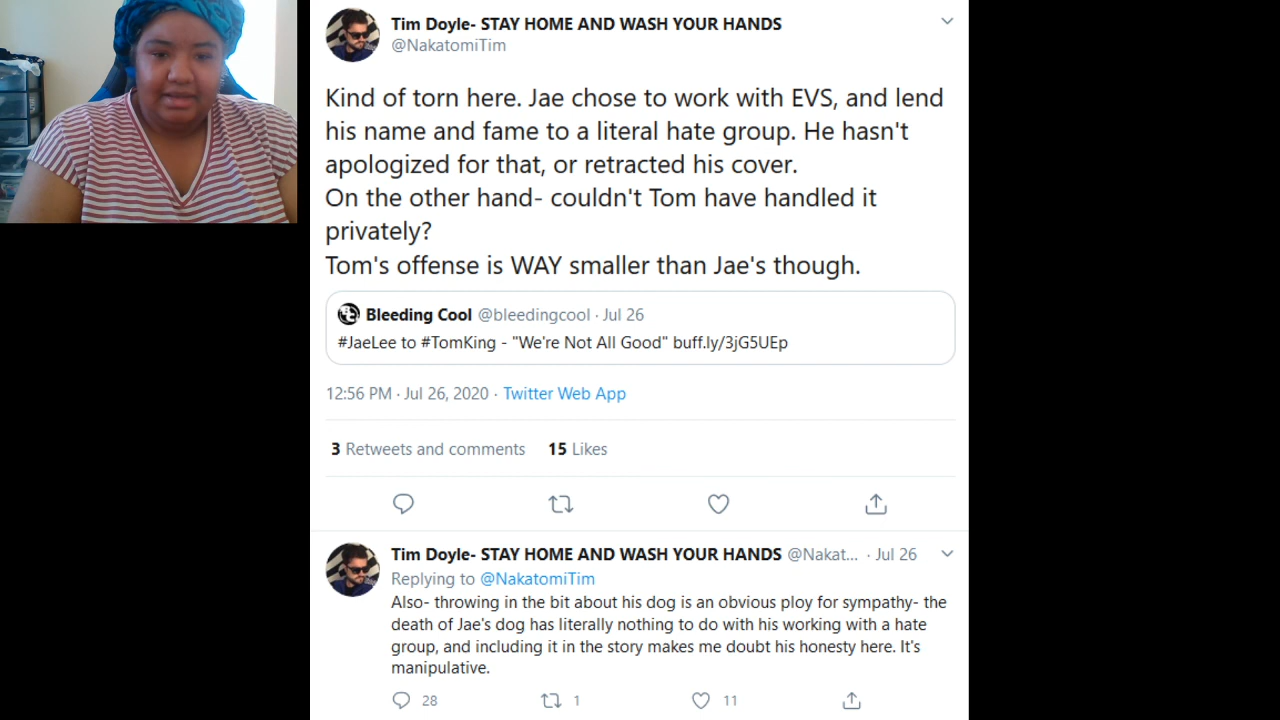 Tim Doyle- STAY HOME AND WASH YOUR HANDS
@NakatomiTim
Kind of torn here. Jae chose to work with EVS, and lend
his name and fame to a literal hate group. He hasn't
apologized for that, or retracted his cover.
On the other hand- couldn't Tom have handled it
privately?
Tom's offense is WAY smaller than Jae's though.
Bleeding Cool @bleedingcool · Jul 26
#JaeLee to #TomKing - "We're Not All Good" buff.ly/3jG5UEp
12:56 PM · Jul 26, 2020 · Twitter Web App
3 Retweets and comments 15 Likes
Tim Doyle- STAY HOME AND WASH YOUR HANDS @Nakat... · Jul 26
Replying to @NakatomiTim
Also- throwing in the bit about his dog is an obvious ploy for sympathy- the
death of Jae's dog has literally nothing to do with his working with a hate
group, and including it in the story makes me doubt his honesty here. It's
manipulative.
28 1 11